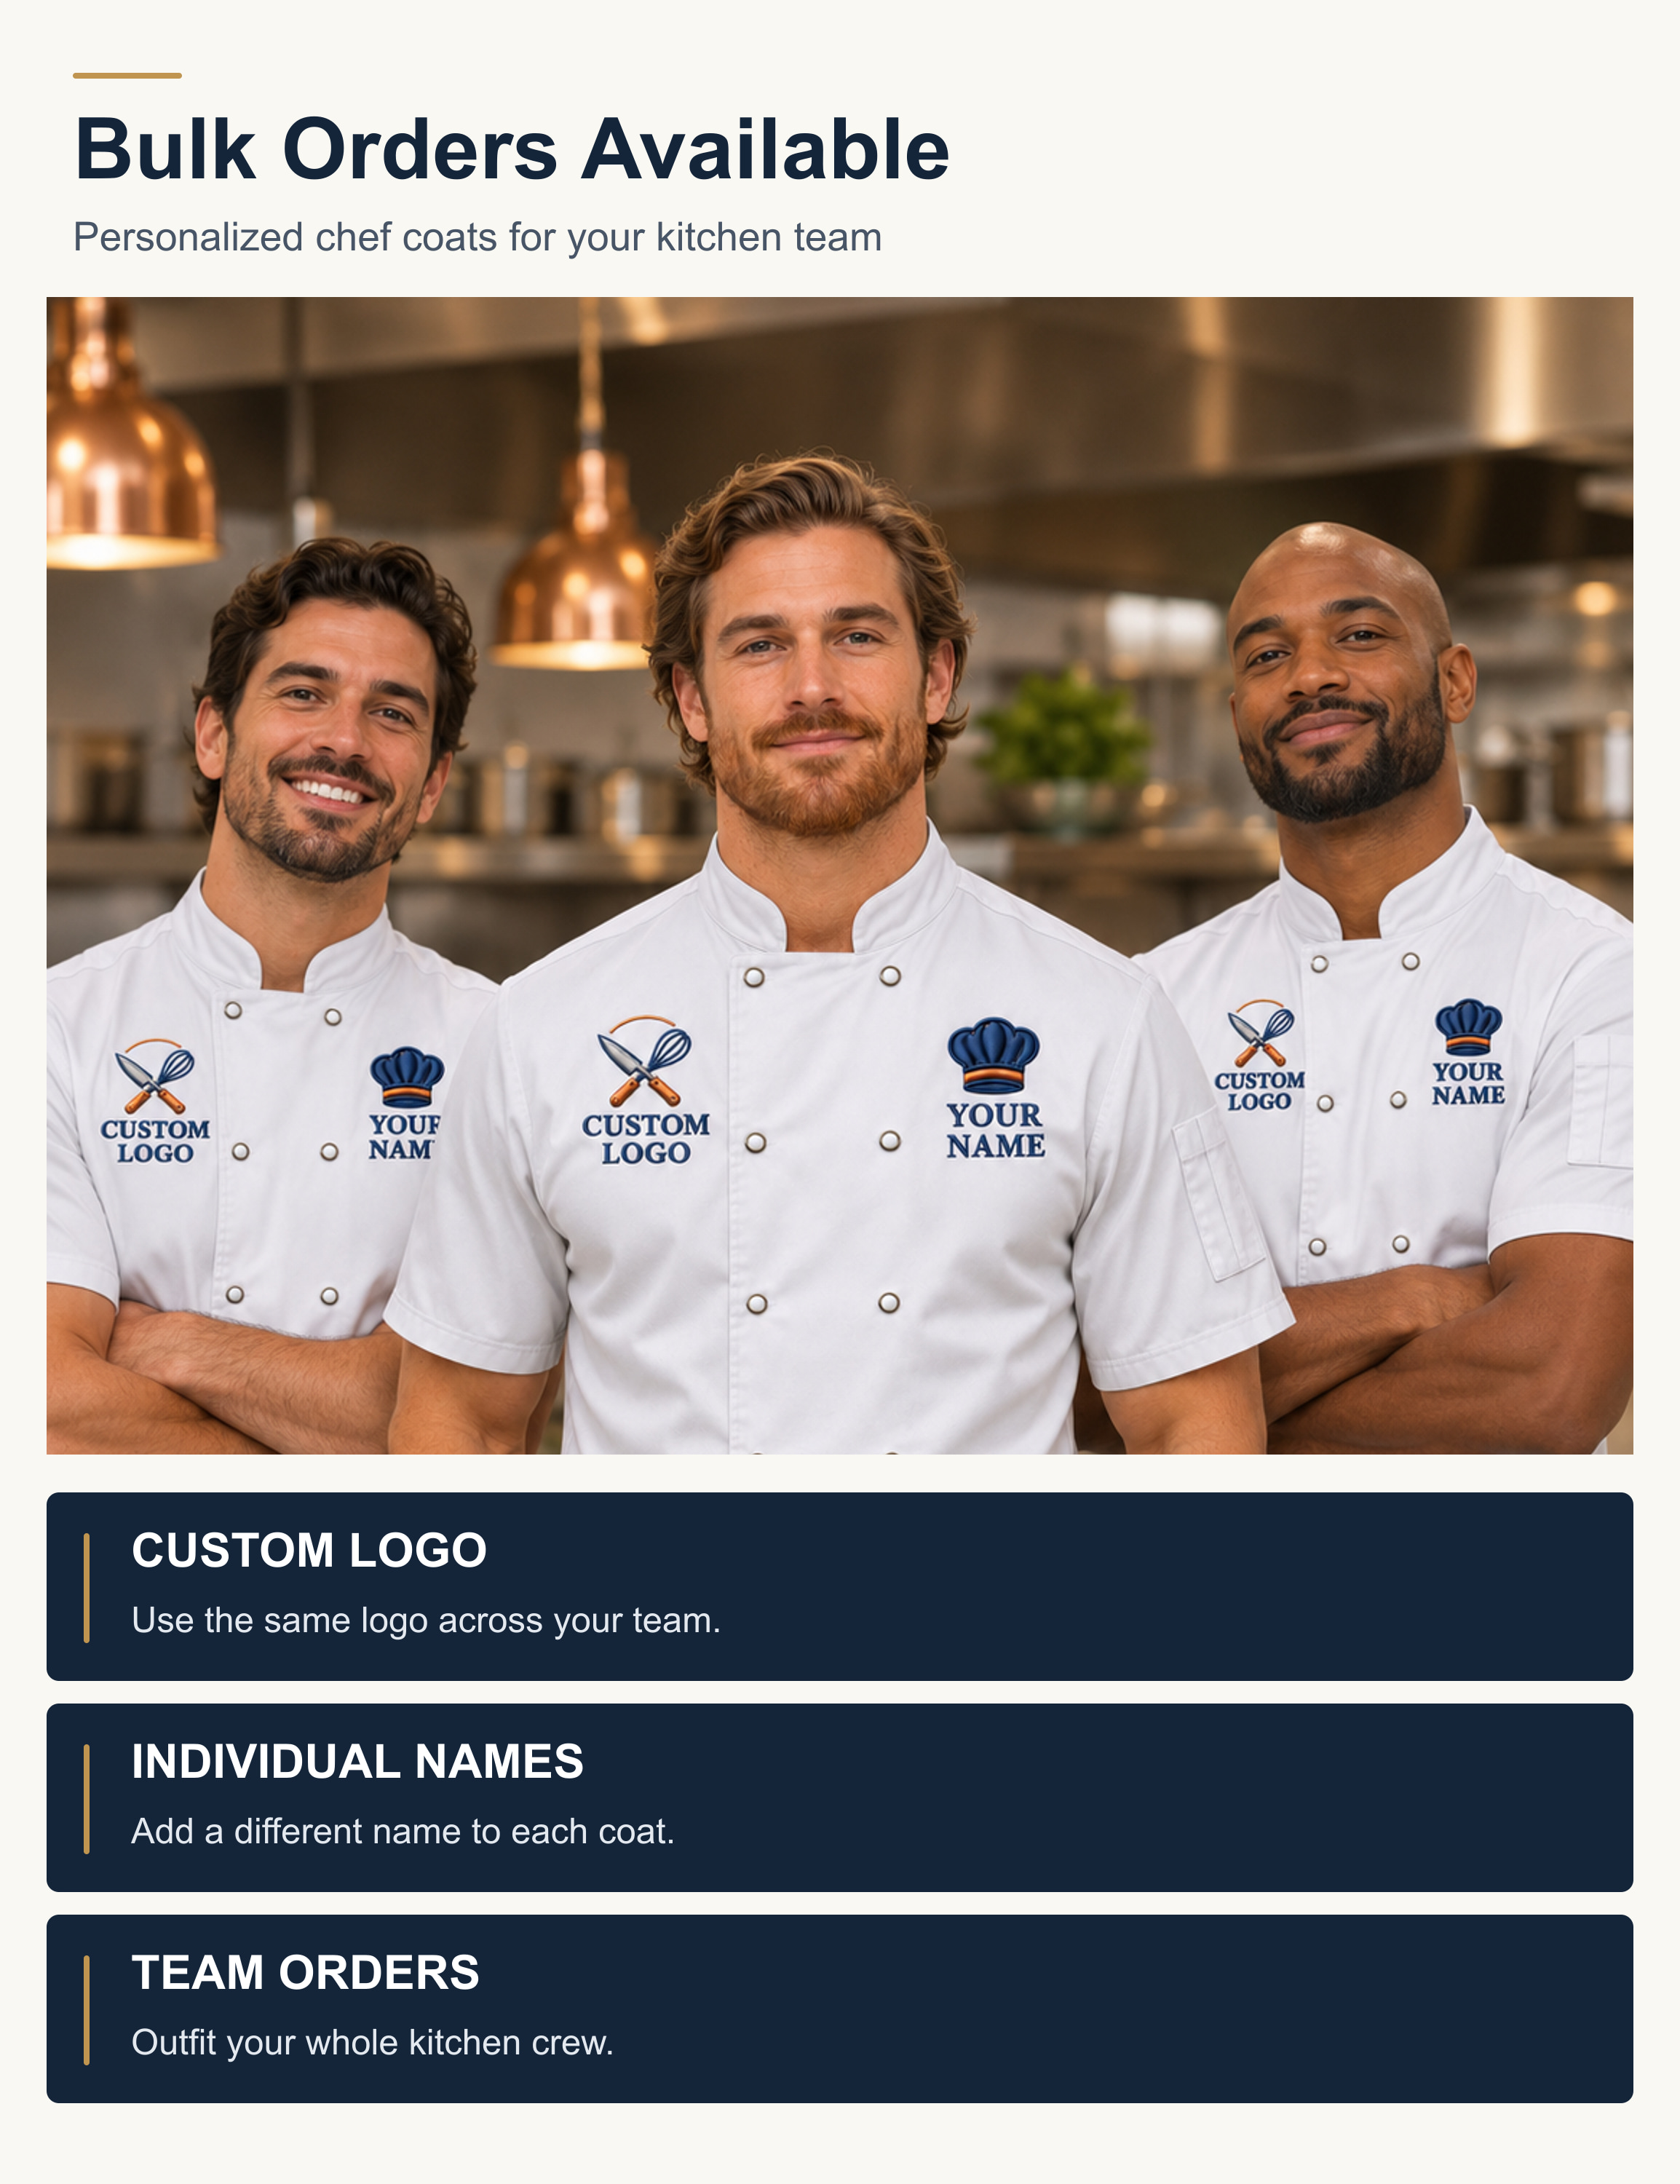 Bulk Orders Available
Personalized chef coats for your kitchen team
CUSTOM
LOGO
YOUR
NAM
CUSTOM
LOGO
YOUR
NAME
CUSTOM
LOGO
YOUR
NAME
CUSTOM LOGO
Use the same logo across your team.
INDIVIDUAL NAMES
Add a different name to each coat.
TEAM ORDERS
Outfit your whole kitchen crew.